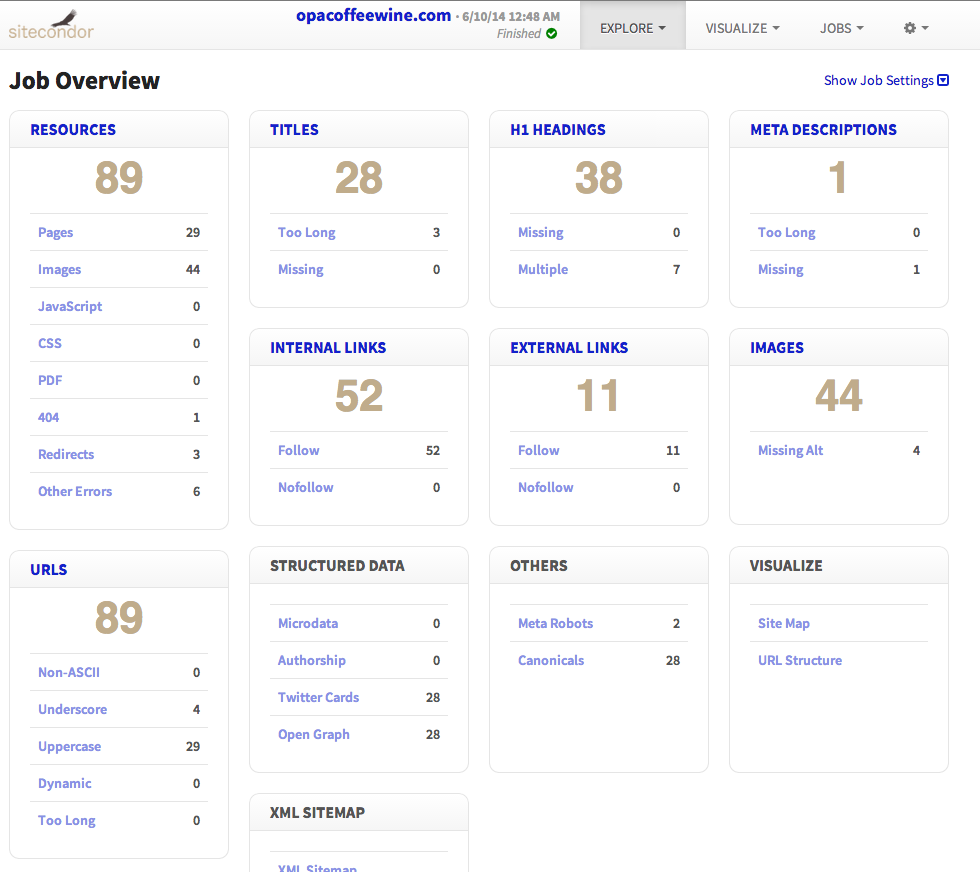 sitecondor
opacoffeewine.com · 6/10/14 12:48 AM
Finished
EXPLORE
VISUALIZE
JOBS
Job Overview
Show Job Settings
RESOURCES
89
Pages 29
Images 44
JavaScript 0
CSS 0
PDF 0
404 1
Redirects 3
Other Errors 6
TITLES
28
Too Long 3
Missing 0
H1 HEADINGS
38
Missing 0
Multiple 7
META DESCRIPTIONS
1
Too Long 0
Missing 1
INTERNAL LINKS
52
Follow 52
Nofollow 0
EXTERNAL LINKS
11
Follow 11
Nofollow 0
IMAGES
44
Missing Alt 4
URLS
89
Non-ASCII 0
Underscore 4
Uppercase 29
Dynamic 0
Too Long 0
STRUCTURED DATA
Microdata 0
Authorship 0
Twitter Cards 28
Open Graph 28
OTHERS
Meta Robots 2
Canonicals 28
VISUALIZE
Site Map
URL Structure
XML SITEMAP
XML Sitemap